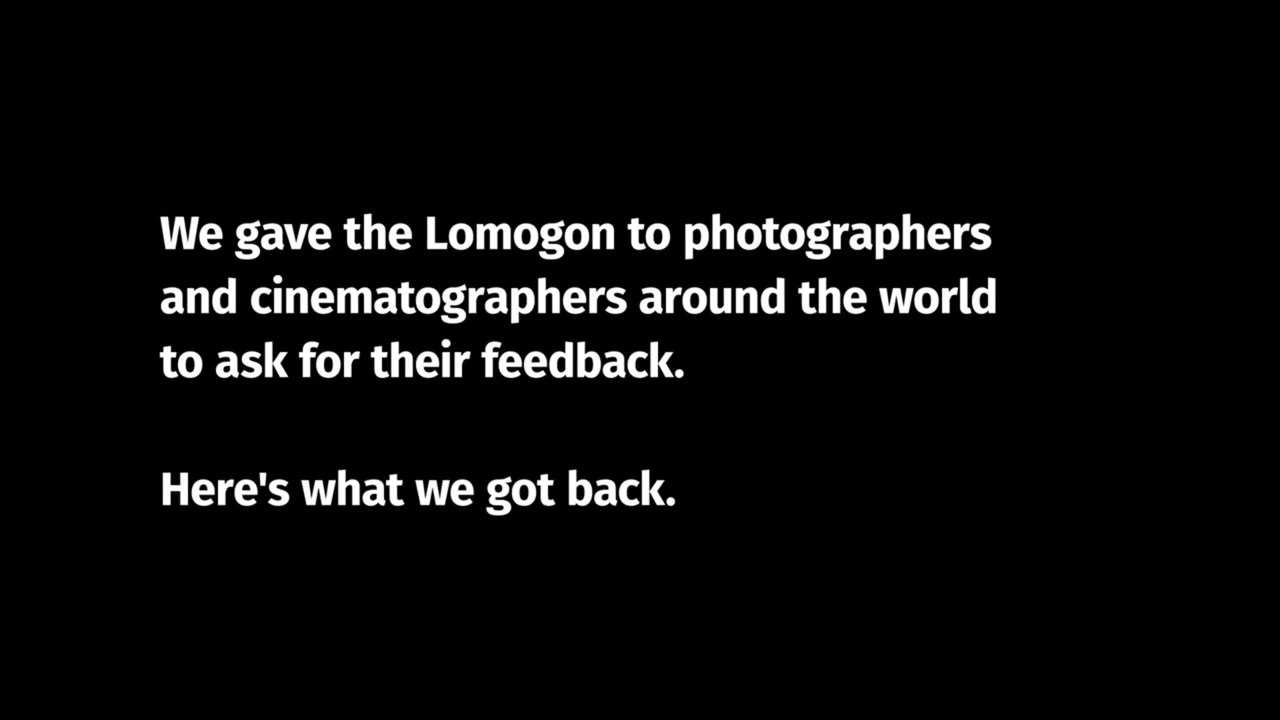 We gave the Lomogon to photographers
and cinematographers around the world
to ask for their feedback.
Here's what we got back.